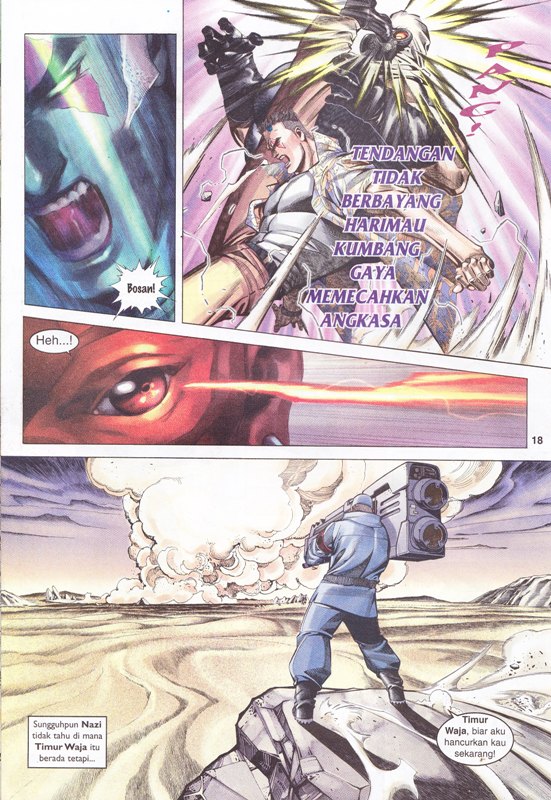 Bosan!
PANG!
TENDANGAN
TIDAK
BERBAYANG
HARIMAU
KUMBANG
GAYA
MEMECAHKAN
ANGKASA
Heh...!
18
Sungguhpun Nazi
tidak tahu di mana
Timur Waja itu
berada tetapi...
Timur
Waja, biar aku
hancurkan kau
sekarang!